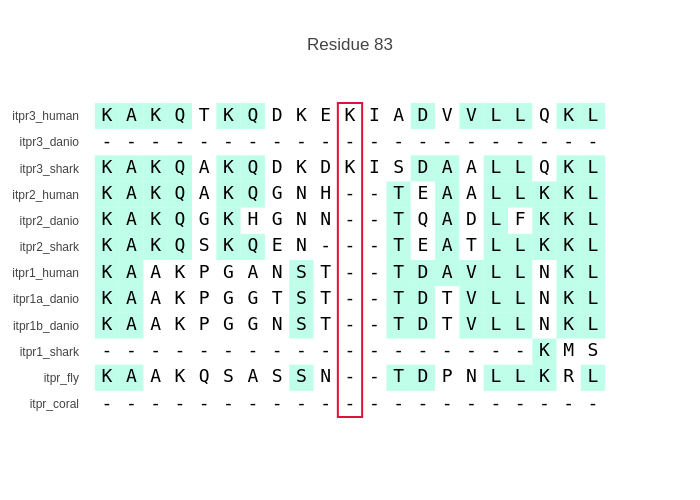 Residue 83
itpr3_human K A K Q T K Q D K E K I A D V V L L Q K L
itpr3_danio - - - - - - - - - - - - - - - - - - - - -
itpr3_shark K A K Q A K Q D K D K I S D A A L L Q K L
itpr2_human K A K Q A K Q G N H - - T E A A L L K K L
itpr2_danio K A K Q G K H G N N - - T Q A D L F K K L
itpr2_shark K A K Q S K Q E N - - - T E A T L L K K L
itpr1_human K A A K P G A N S T - - T D A V L L N K L
itpr1a_danio K A A K P G G T S T - - T D T V L L N K L
itpr1b_danio K A A K P G G N S T - - T D T V L L N K L
itpr1_shark - - - - - - - - - - - - - - - - - - K M S
itpr_fly K A A K Q S A S S N - - T D P N L L K R L
itpr_coral - - - - - - - - - - - - - - - - - - - - -